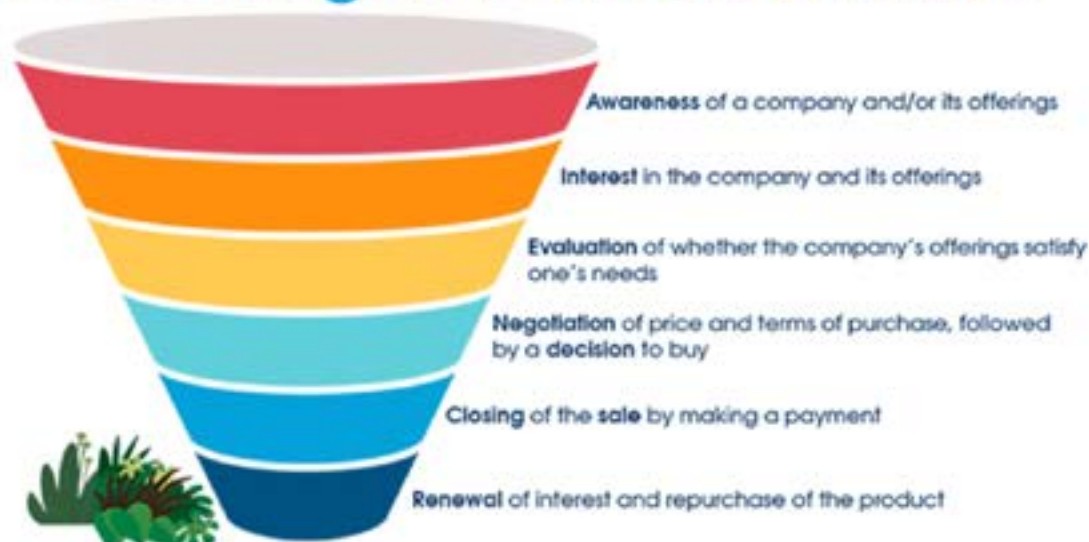 Awareness of a company and/or its offerings
Interest in the company and its offerings
Evaluation of whether the company's offerings satisfy
one's needs
Negotiation of price and terms of purchase, followed
by a decision to buy
Closing of the sale by making a payment
Renewal of interest and repurchase of the product